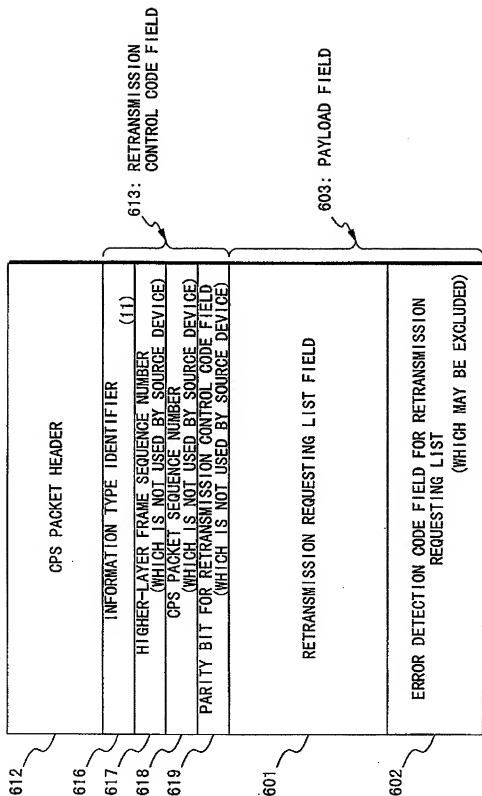 612
CPS PACKET HEADER
616
INFORMATION TYPE IDENTIFIER
(11)
617
HIGHER-LAYER FRAME SEQUENCE NUMBER
(WHICH IS NOT USED BY SOURCE DEVICE)
618
CPS PACKET SEQUENCE NUMBER
(WHICH IS NOT USED BY SOURCE DEVICE)
619
PARITY BIT FOR RETRANSMISSION CONTROL CODE FIELD
(WHICH IS NOT USED BY SOURCE DEVICE)
613: RETRANSMISSION
CONTROL CODE FIELD
601
RETRANSMISSION REQUESTING LIST FIELD
602
ERROR DETECTION CODE FIELD FOR RETRANSMISSION
REQUESTING LIST
(WHICH MAY BE EXCLUDED)
603: PAYLOAD FIELD